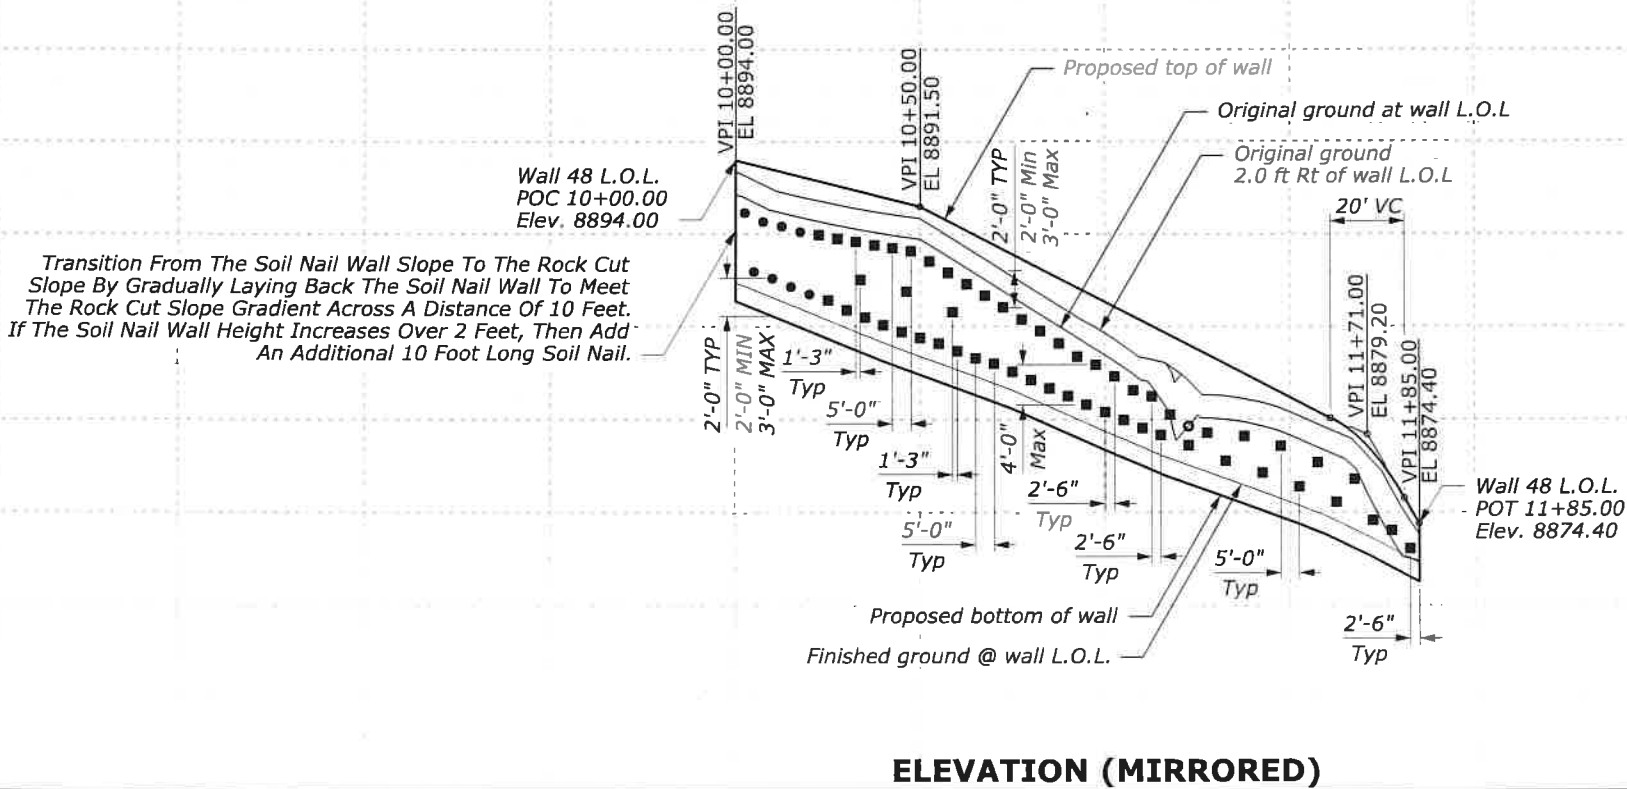 VPI 10+00.00
EL 8894.00
VPI 10+50.00
EL 8891.50
Proposed top of wall
Original ground at wall L.O.L
Original ground
2.0 ft Rt of wall L.O.L
20' VC
Wall 48 L.O.L.
POC 10+00.00
Elev. 8894.00
2'-0" TYP
2'-0" Min
3'-0" Max
Transition From The Soil Nail Wall Slope To The Rock Cut
Slope By Gradually Laying Back The Soil Nail Wall To Meet
The Rock Cut Slope Gradient Across A Distance Of 10 Feet.
If The Soil Nail Wall Height Increases Over 2 Feet, Then Add
An Additional 10 Foot Long Soil Nail.
VPI 11+71.00
EL 8879.20
VPI 11+85.00
EL 8874.40
2'-0" TYP
2'-0" MIN
3'-0" MAX
1'-3"
Typ
5'-0"
Typ
1'-3"
Typ
5'-0"
Typ
4'-0"
Max
2'-6"
Typ
2'-6"
Typ
5'-0"
Typ
2'-6"
Typ
Wall 48 L.O.L.
POT 11+85.00
Elev. 8874.40
Proposed bottom of wall
Finished ground @ wall L.O.L.
ELEVATION (MIRRORED)